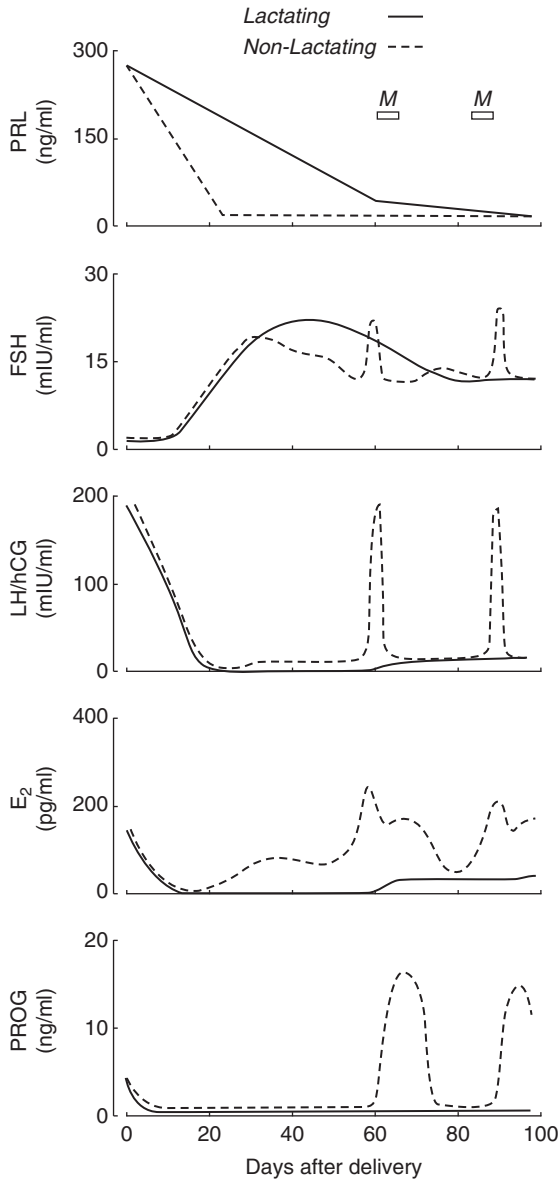 Lactating
Non-Lactating
300
150
0
PRL
(ng/ml)
M
M
30
15
0
FSH
(mIU/ml)
200
100
0
LH/hCG
(mIU/ml)
400
200
0
E2
(pg/ml)
20
10
0
PROG
(ng/ml)
0 20 40 60 80 100
Days after delivery